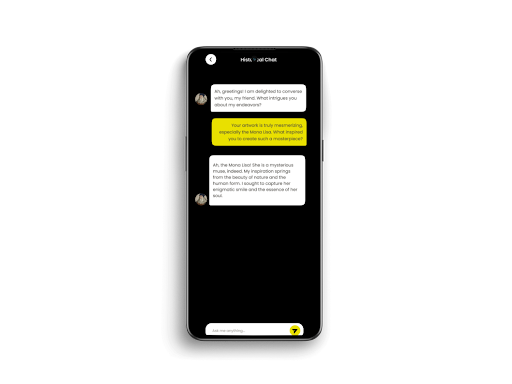 Chat
Ah, greetings! I am delighted to converse
with you, my friend. What intrigues you
about my endeavors?
Your artwork is truly mesmerizing,
especially the Mona Lisa. What inspired
you to create such a masterpiece?
Ah, the Mona Lisa! She is a mysterious
muse, indeed. My inspiration springs
from the beauty of nature and the
human form. I sought to capture her
enigmatic smile and the essence of her
soul.
Ask me anything